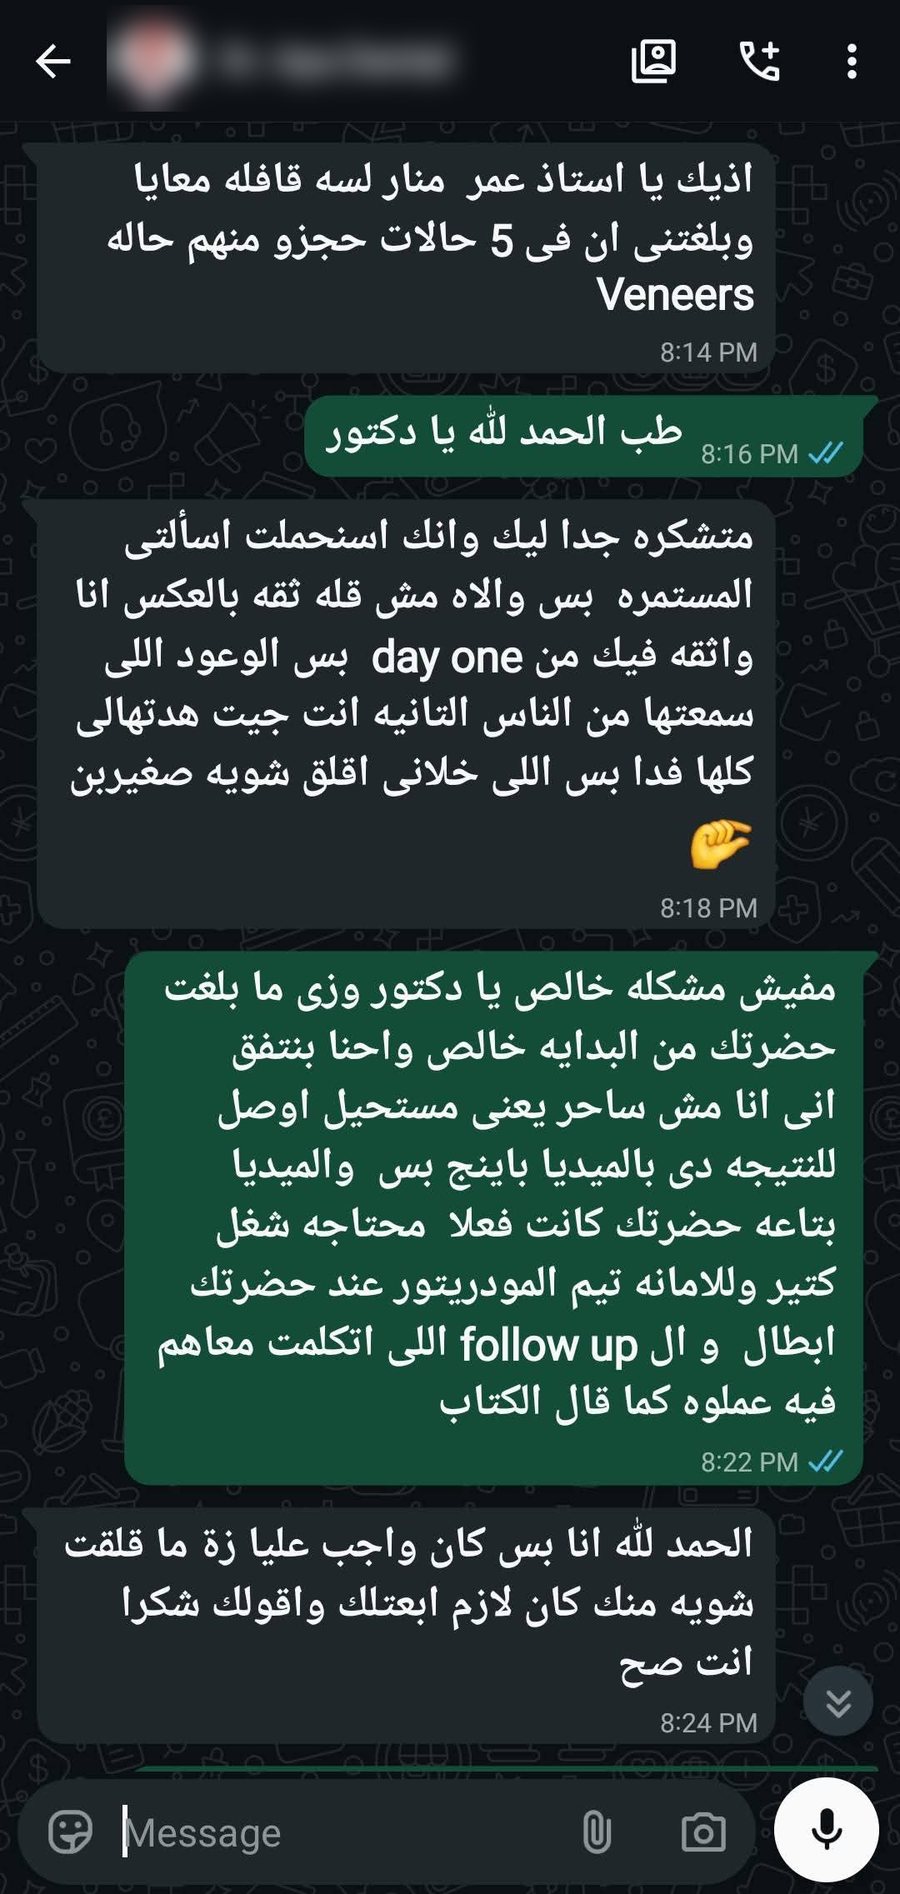 اذيك يا استاذ عمر منار لسه قافله معايا
وبلغتنى ان فى 5 حالات حجزو منهم حاله
Veneers
8:14 PM
طب الحمد لله يا دكتور
8:16 PM
متشكره جدا ليك وانك اسنحملت اسألتى
المستمره بس والاه مش قله ثقه بالعكس انا
واثقه فيك من day one بس الوعود اللى
سمعتها من الناس التانيه انت جيت هدتهالى
كلها فدا بس اللى خلانى اقلق شويه صغيربن
🤏
8:18 PM
مفيش مشكله خالص يا دكتور وزى ما بلغت
حضرتك من البدايه خالص واحنا بنتفق
انى انا مش ساحر يعنى مستحيل اوصل
للنتيجه دى بالميديا باينج بس والميديا
بتاعه حضرتك كانت فعلا محتاجه شغل
كتير وللامانه تيم المودريتور عند حضرتك
ابطال و ال follow up اللى اتكلمت معاهم
فيه عملوه كما قال الكتاب
8:22 PM
الحمد لله انا بس كان واجب عليا زة ما قلقت
شويه منك كان لازم ابعتلك واقولك شكرا
انت صح
8:24 PM
Message